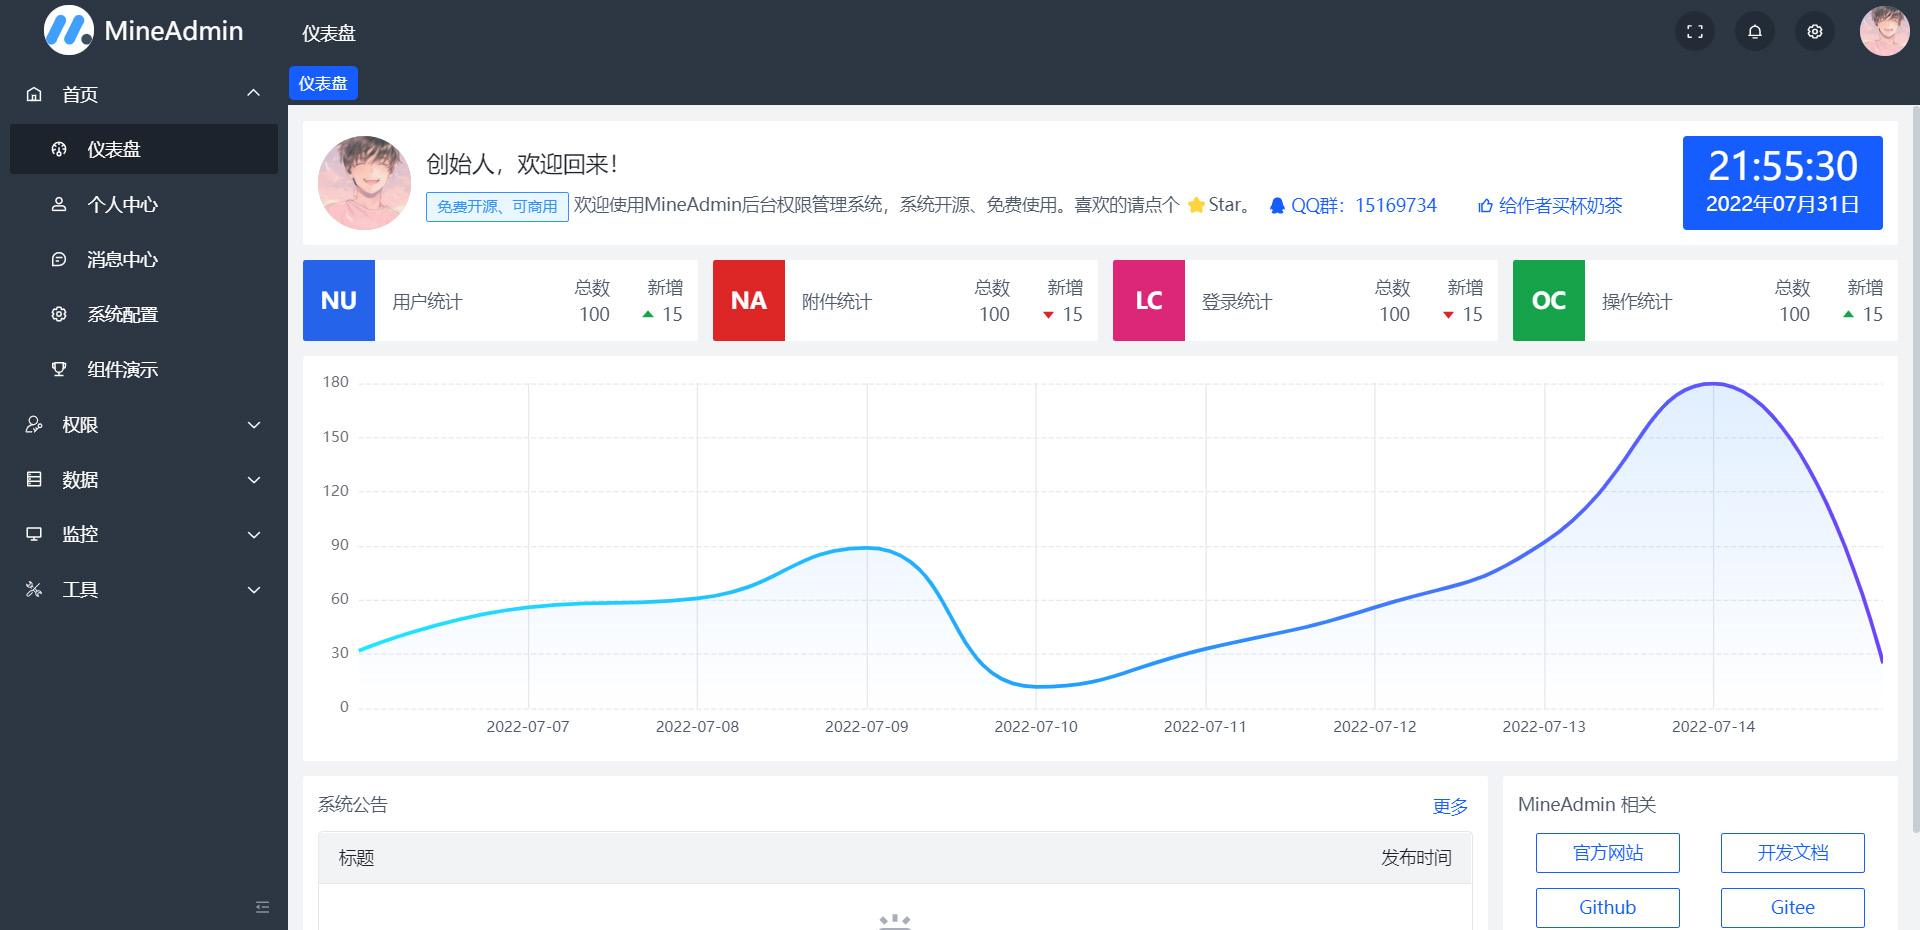 MineAdmin
仪表盘
仪表盘
首页
仪表盘
个人中心
消息中心
系统配置
组件演示
权限
数据
监控
工具
创始人，欢迎回来！
免费开源、可商用 欢迎使用MineAdmin后台权限管理系统，系统开源、免费使用。喜欢的请点个 Star。 QQ群：15169734 给作者买杯奶茶
21:55:30
2022年07月31日
NU 用户统计 总数 新增
100 15
NA 附件统计 总数 新增
100 15
LC 登录统计 总数 新增
100 15
OC 操作统计 总数 新增
100 15
180
150
120
90
60
30
0
2022-07-07 2022-07-08 2022-07-09 2022-07-10 2022-07-11 2022-07-12 2022-07-13 2022-07-14
系统公告 更多
标题 发布时间
MineAdmin 相关
官方网站 开发文档
Github Gitee